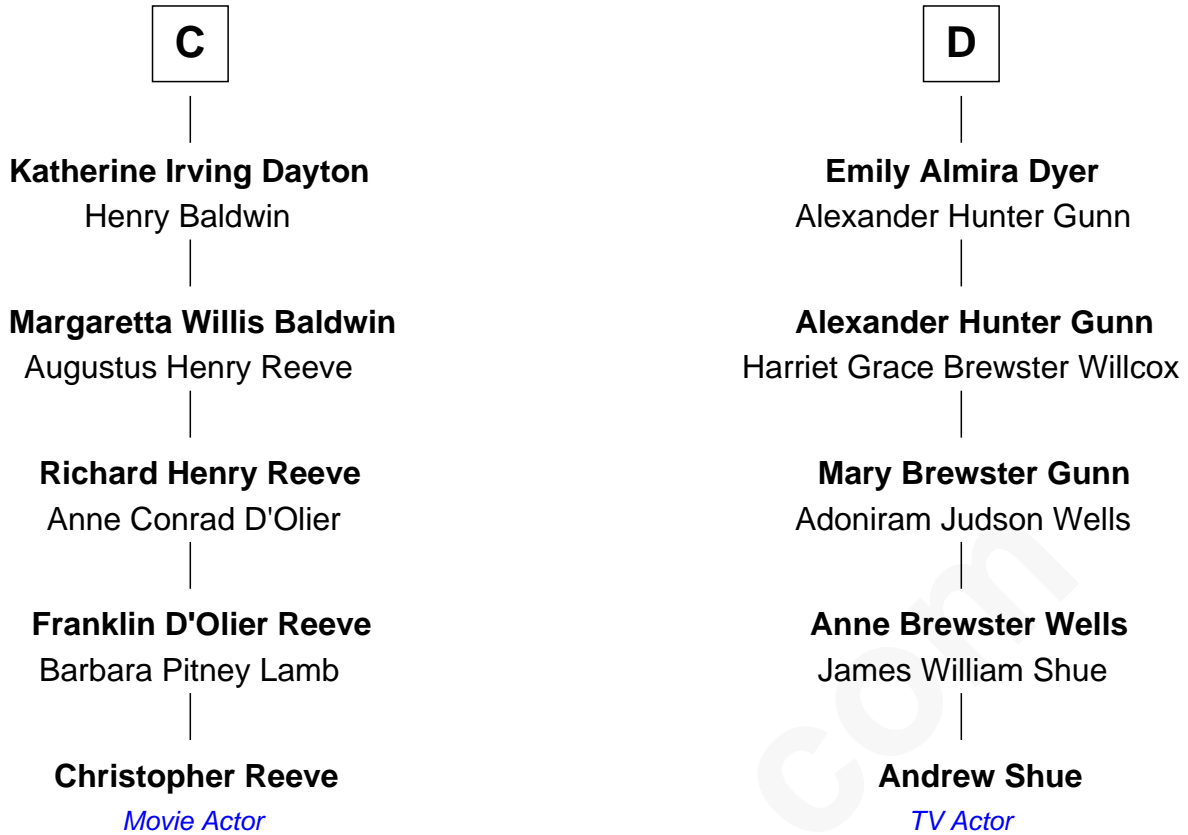 C
Katherine Irving Dayton
Henry Baldwin
Margaretta Willis Baldwin
Augustus Henry Reeve
Richard Henry Reeve
Anne Conrad D'Olier
Franklin D'Olier Reeve
Barbara Pitney Lamb
Christopher Reeve
Movie Actor
D
Emily Almira Dyer
Alexander Hunter Gunn
Alexander Hunter Gunn
Harriet Grace Brewster Willcox
Mary Brewster Gunn
Adoniram Judson Wells
Anne Brewster Wells
James William Shue
Andrew Shue
TV Actor
com